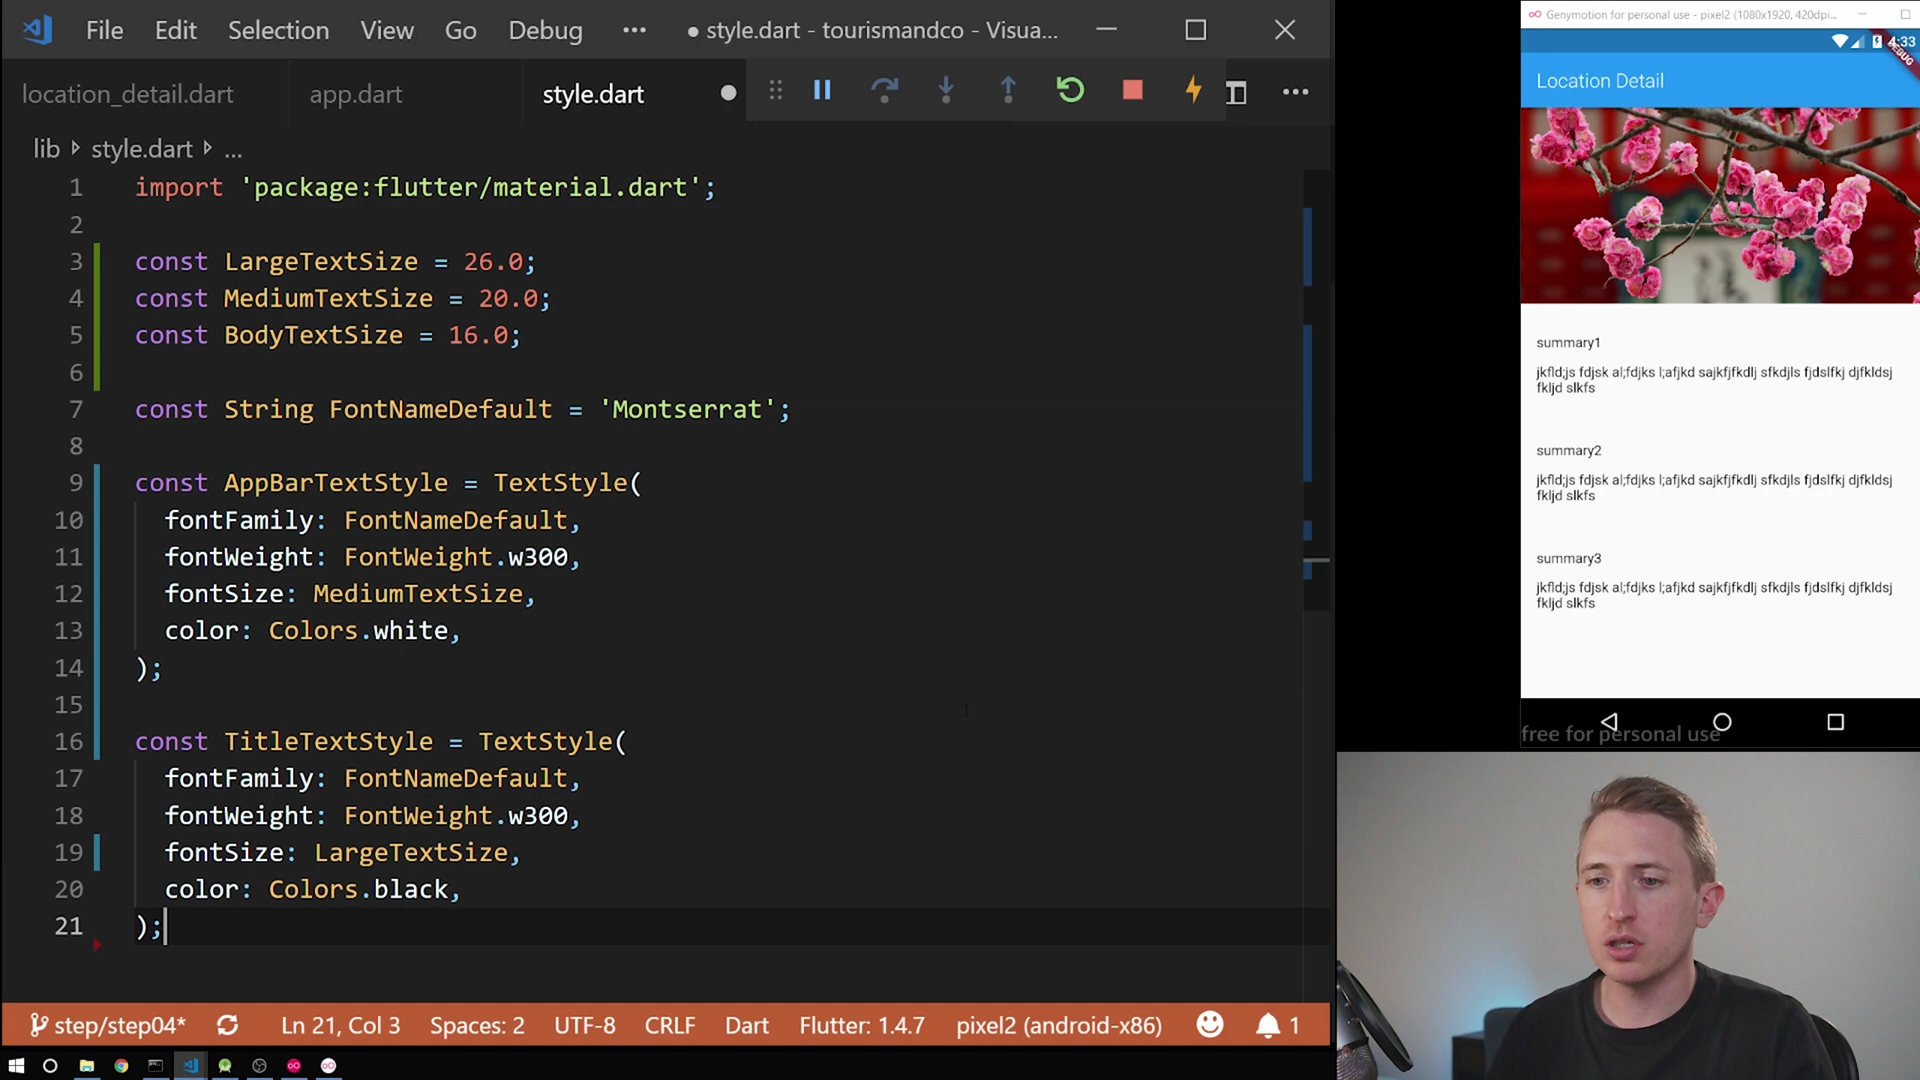 File Edit Selection View Go Debug ... ● style.dart - tourismandco - Visua...
location_detail.dart app.dart style.dart
lib style.dart ...
1 import 'package:flutter/material.dart';
2
3 const LargeTextSize = 26.0;
4 const MediumTextSize = 20.0;
5 const BodyTextSize = 16.0;
6
7 const String FontNameDefault = 'Montserrat';
8
9 const AppBarTextStyle = TextStyle(
10 fontFamily: FontNameDefault,
11 fontWeight: FontWeight.w300,
12 fontSize: MediumTextSize,
13 color: Colors.white,
14 );
15
16 const TitleTextStyle = TextStyle(
17 fontFamily: FontNameDefault,
18 fontWeight: FontWeight.w300,
19 fontSize: LargeTextSize,
20 color: Colors.black,
21 );
step/step04* Ln 21, Col 3 Spaces: 2 UTF-8 CRLF Dart Flutter: 1.4.7 pixel2 (android-x86) 1
Genymotion for personal use - pixel2 (1080x1920, 420dpi...
4:33
DEBUG
Location Detail
summary1
jkfld;js fdjsk al;fdjks l;afjkd sajkfjfkdlj sfkdjls fjdslfkj djfkldsj
fkljd slkfs
summary2
jkfld;js fdjsk al;fdjks l;afjkd sajkfjfkdlj sfkdjls fjdslfkj djfkldsj
fkljd slkfs
summary3
jkfld;js fdjsk al;fdjks l;afjkd sajkfjfkdlj sfkdjls fjdslfkj djfkldsj
fkljd slkfs
free for personal use